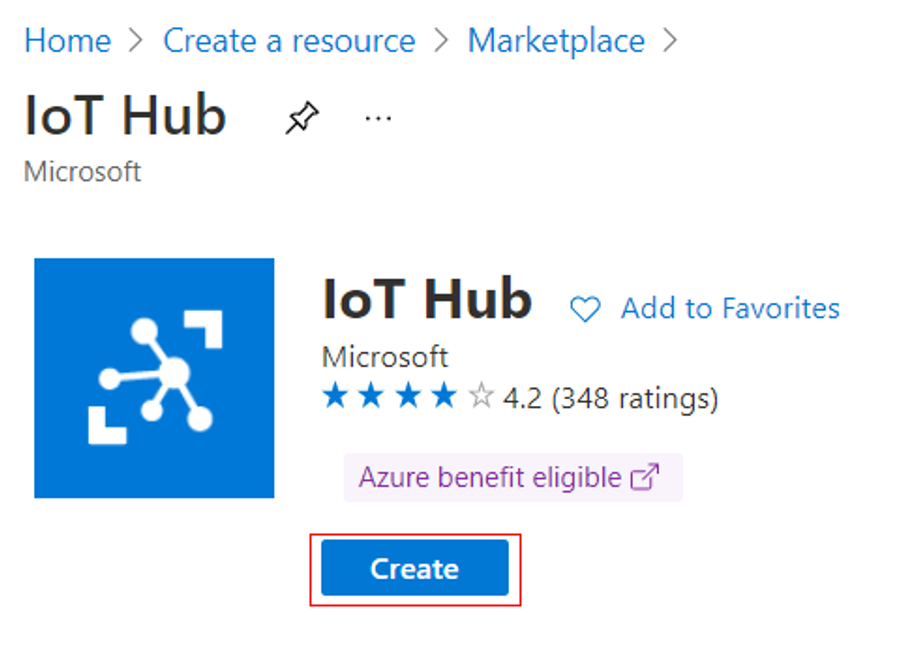 Home > Create a resource > Marketplace >
IoT Hub ...
Microsoft
IoT Hub Add to Favorites
Microsoft
4.2 (348 ratings)
Azure benefit eligible
Create